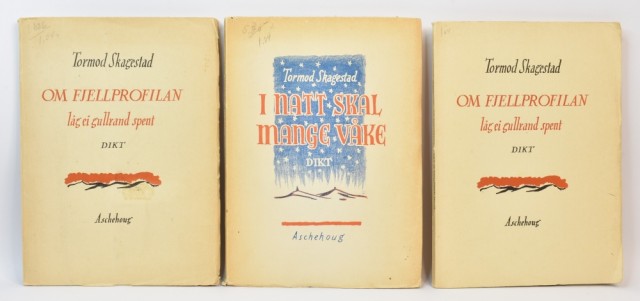 Tormod Skagestad
OM FJELLPROFILAN
låg ei gullrand spent
DIKT
Aschehoug
Tormod Skagestad
I NATT SKAL
MANGE VÅKE
DIKT
Aschehoug
Tormod Skagestad
OM FJELLPROFILAN
låg ei gullrand spent
DIKT
Aschehoug